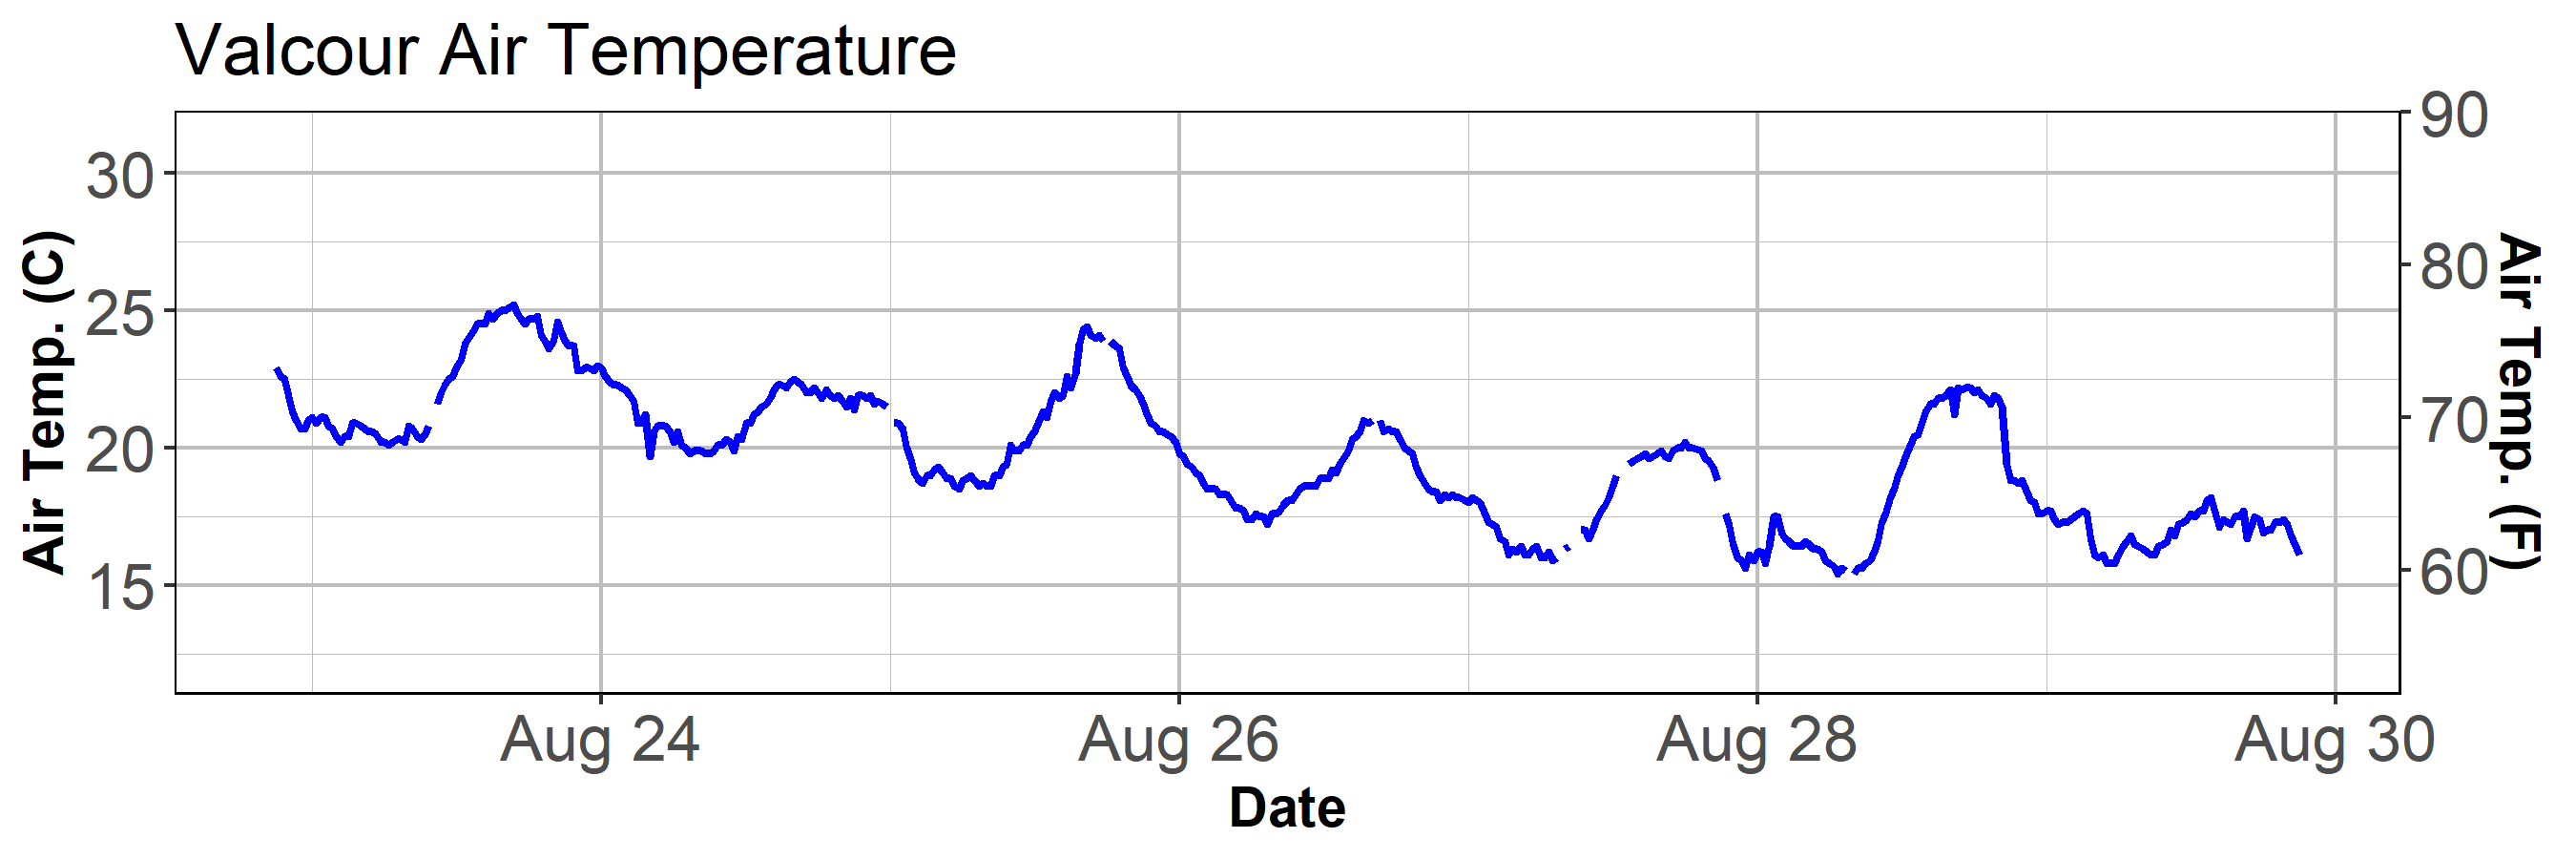 Valcour Air Temperature
Air Temp. (C)
30
25
20
15
90
80
70
60
Air Temp. (F)
Aug 24
Aug 26
Aug 28
Aug 30
Date